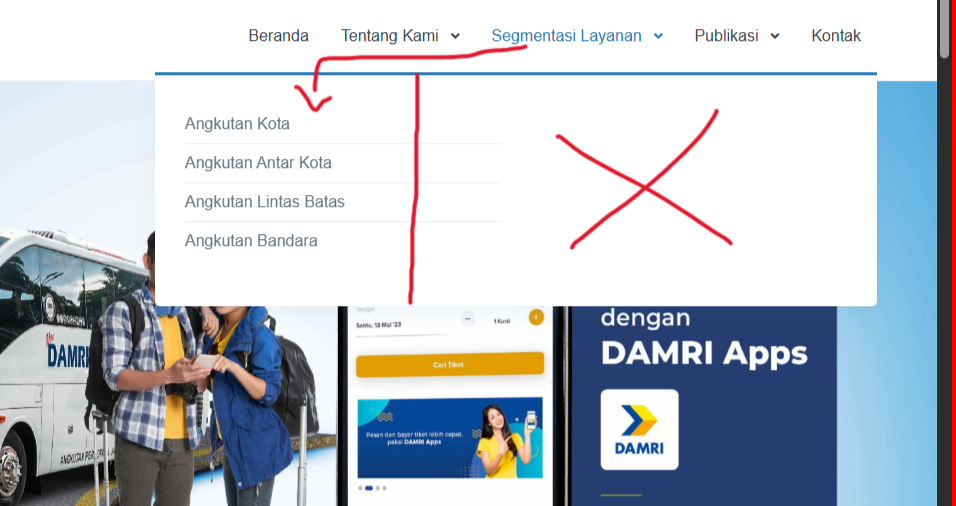 Beranda Tentang Kami Segmentasi Layanan Publikasi Kontak
Angkutan Kota
Angkutan Antar Kota
Angkutan Lintas Batas
Angkutan Bandara
DAMRI
Tanggal
Sabtu, 13 Mei '23
1 Kursi
Cari Tiket
Pesan dan bayar tiket lebih cepat,
pakai DAMRI Apps
dengan
DAMRI Apps
DAMRI